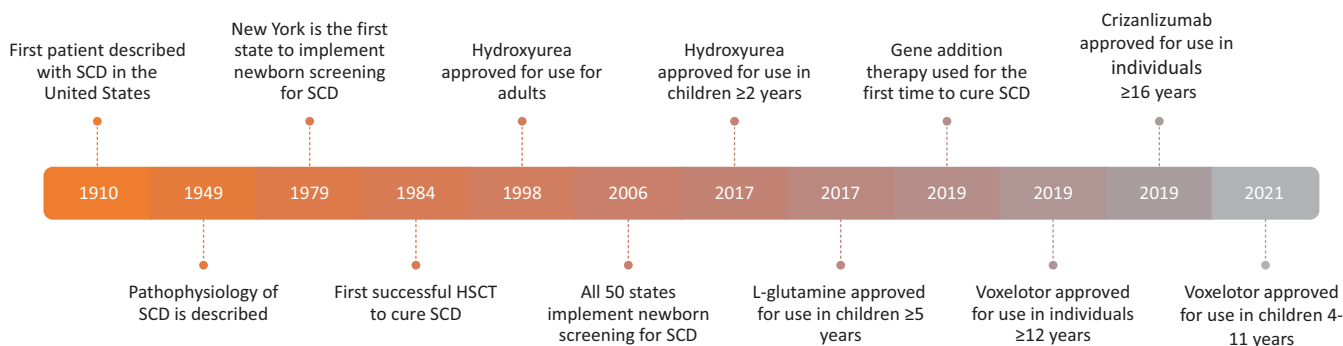 First patient described
with SCD in the
United States
New York is the first
state to implement
newborn screening
for SCD
Hydroxyurea
approved for use for
adults
Hydroxyurea
approved for use in
children ≥2 years
Gene addition
therapy used for the
first time to cure SCD
Crizanlizumab
approved for use in
individuals
≥16 years
1910
1949
1979
1984
1998
2006
2017
2017
2019
2019
2019
2021
Pathophysiology of
SCD is described
First successful HSCT
to cure SCD
All 50 states
implement newborn
screening for SCD
L-glutamine approved
for use in children ≥5
years
Voxelotor approved
for use in individuals
≥12 years
Voxelotor approved
for use in children 4-
11 years